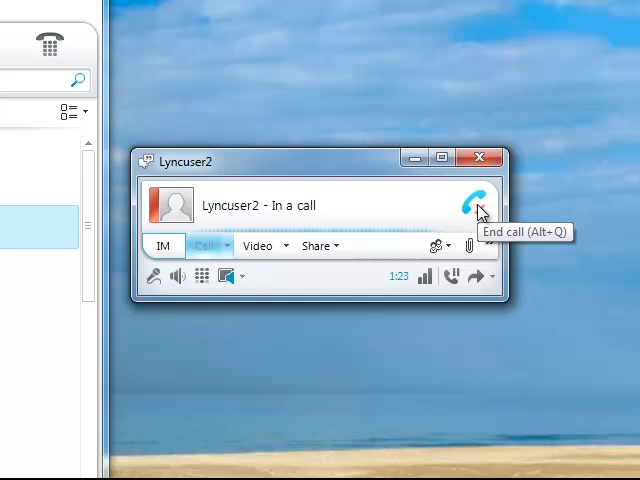 Lyncuser2
Lyncuser2 - In a call
End call (Alt+Q)
IM Call Video Share
1:23